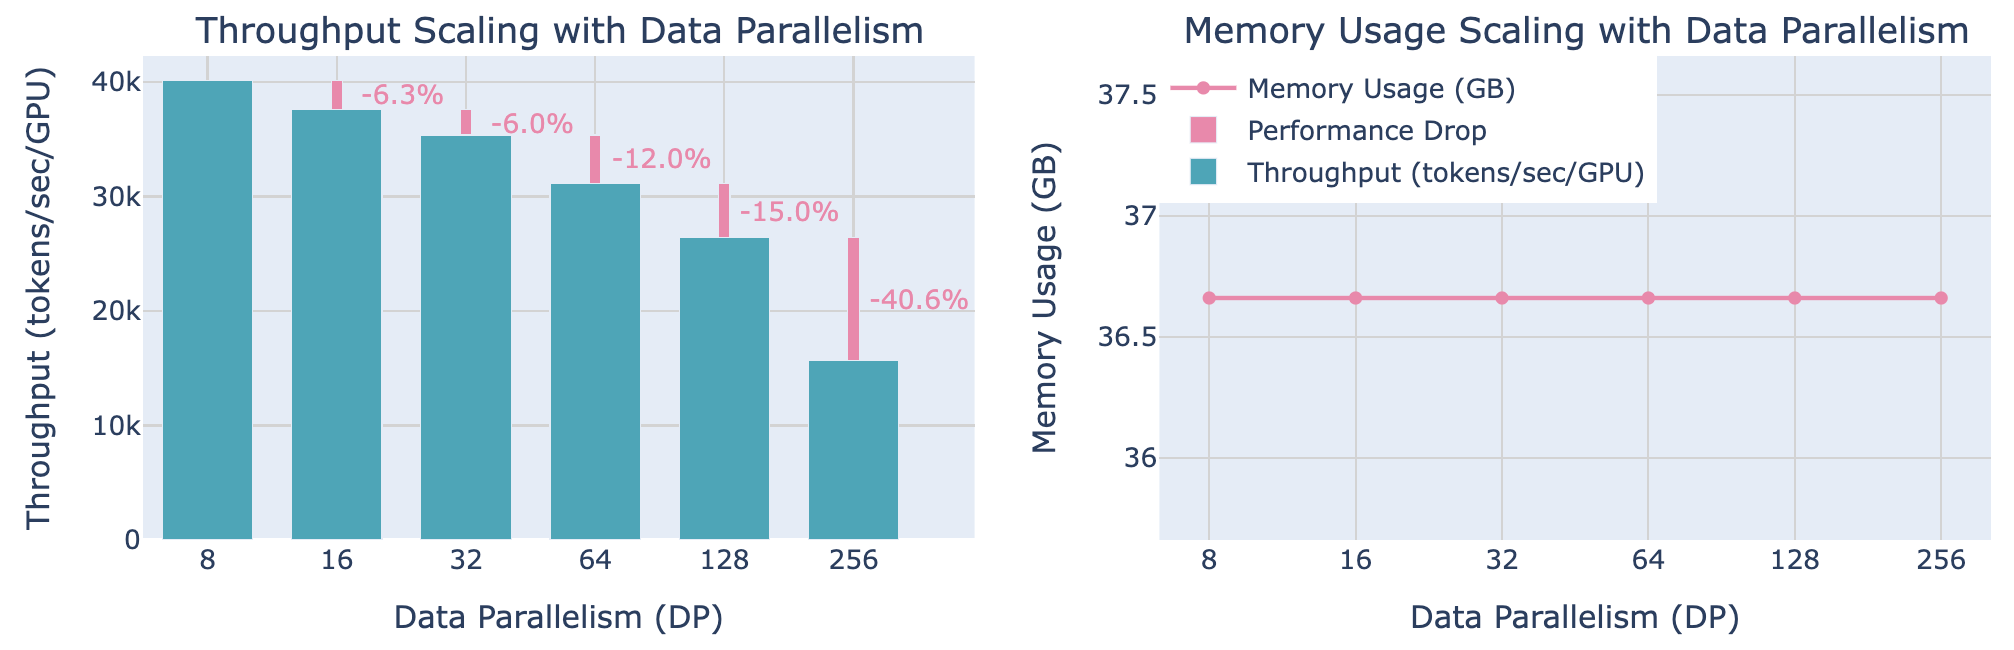 Throughput Scaling with Data Parallelism
Throughput (tokens/sec/GPU)
40k
30k
20k
10k
0
-6.3%
-6.0%
-12.0%
-15.0%
-40.6%
8 16 32 64 128 256
Data Parallelism (DP)
Memory Usage Scaling with Data Parallelism
Memory Usage (GB)
37.5
37
36.5
36
Memory Usage (GB)
Performance Drop
Throughput (tokens/sec/GPU)
8 16 32 64 128 256
Data Parallelism (DP)